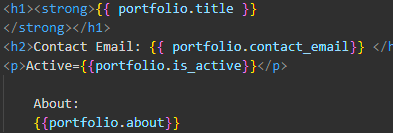 <h1><strong>{{ portfolio.title }}
</strong></h1>
<h2>Contact Email: {{ portfolio.contact_email}} </h
<p>Active={{portfolio.is_active}}</p>
About:
{{portfolio.about}}